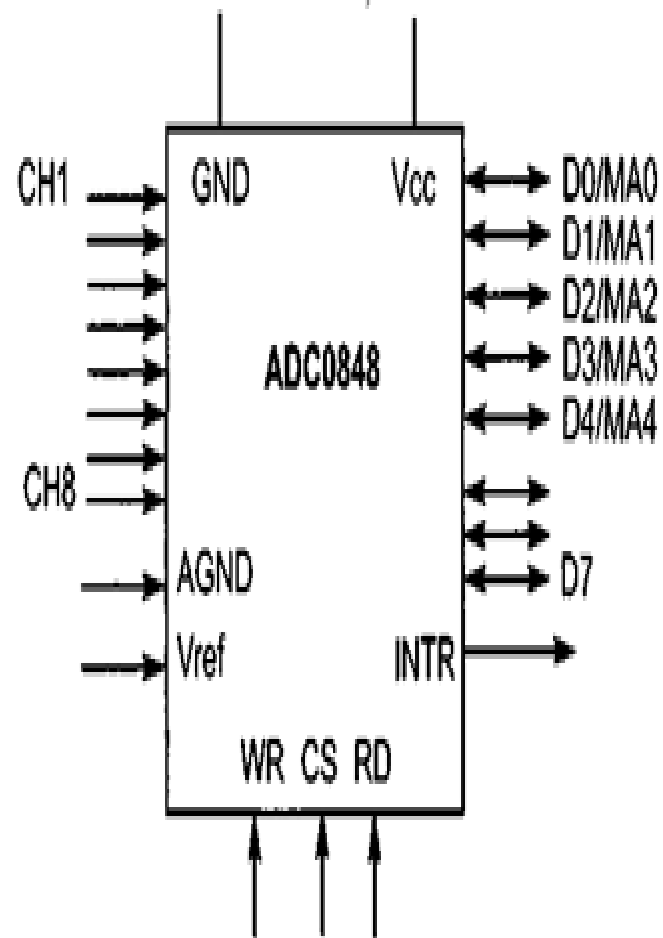 CH1
GND
Vcc
D0/MA0
D1/MA1
D2/MA2
ADC0848
D3/MA3
D4/MA4
CH8
AGND
D7
Vref
INTR
WR CS RD